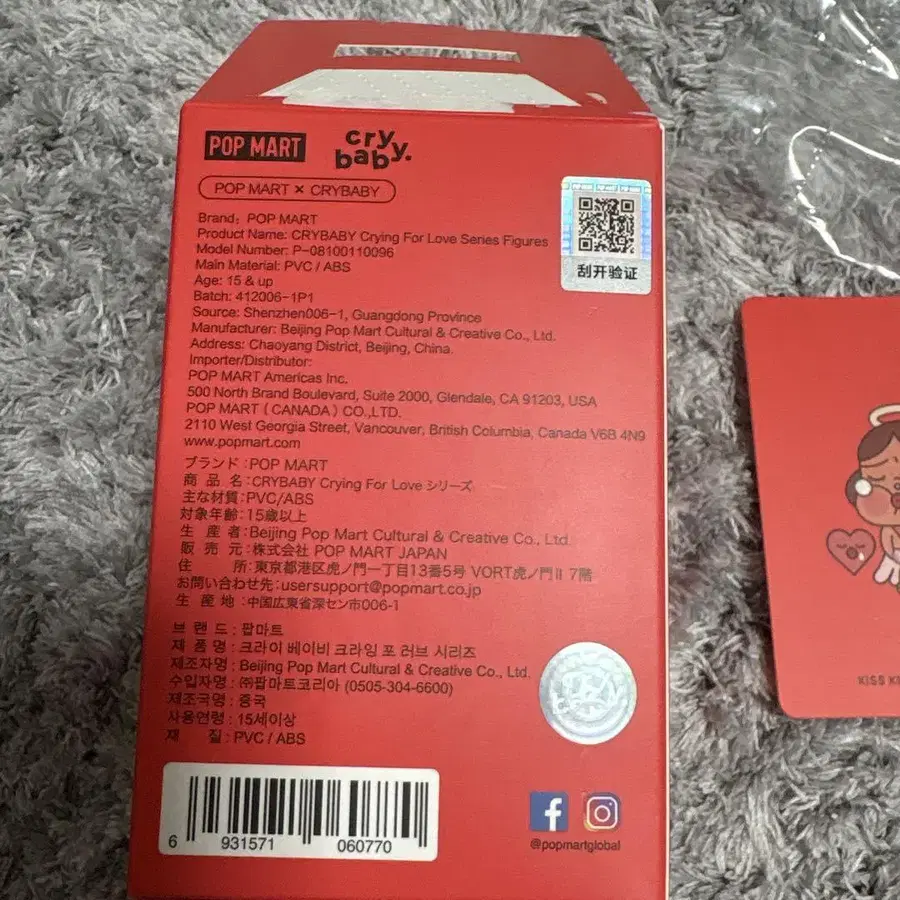 POP MART
cry
baby.
POP MART × CRYBABY
Brand: POP MART
Product Name: CRYBABY Crying For Love Series Figures
Model Number: P-08100110096
Main Material: PVC / ABS
Age: 15 & up
Batch: 412006-1P1
Source: Shenzhen006-1, Guangdong Province
Manufacturer: Beijing Pop Mart Cultural & Creative Co., Ltd.
Address: Chaoyang District, Beijing, China.
Importer/Distributor:
POP MART Americas Inc.
500 North Brand Boulevard, Suite 2000, Glendale, CA 91203, USA
POP MART (CANADA) CO.,LTD.
2110 West Georgia Street, Vancouver, British Columbia, Canada V6B 4N9
www.popmart.com
刮开验证
ブランド:POP MART
商 品 名:CRYBABY Crying For Love シリーズ
主な材質:PVC/ABS
対象年齢:15歳以上
生 産 者:Beijing Pop Mart Cultural & Creative Co., Ltd.
販 売 元:株式会社 POP MART JAPAN
住 所:東京都港区虎ノ門一丁目13番5号 VORT虎ノ門Ⅱ 7階
お問い合わせ先:usersupport@popmart.co.jp
生 産 地:中国広東省深セン市006-1
브 랜 드 : 팝마트
제 품 명 : 크라이 베이비 크라잉 포 러브 시리즈
제조자명 : Beijing Pop Mart Cultural & Creative Co., Ltd.
수입자명 : ㈜팝마트코리아 (0505-304-6600)
제조국명 : 중국
사용연령 : 15세이상
재 질 : PVC / ABS
6 931571 060770
@popmartglobal
KISS